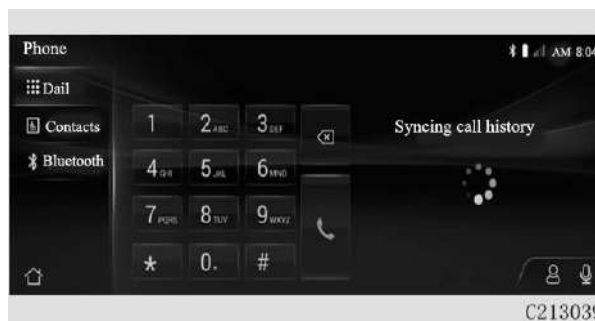 Phone
AM 8:04
Dail
Contacts
Bluetooth
1 2 ABC 3 DEF
4 GHI 5 JKL 6 MNO
7 PQRS 8 TUV 9 WXYZ
* 0. #
Syncing call history
C213039